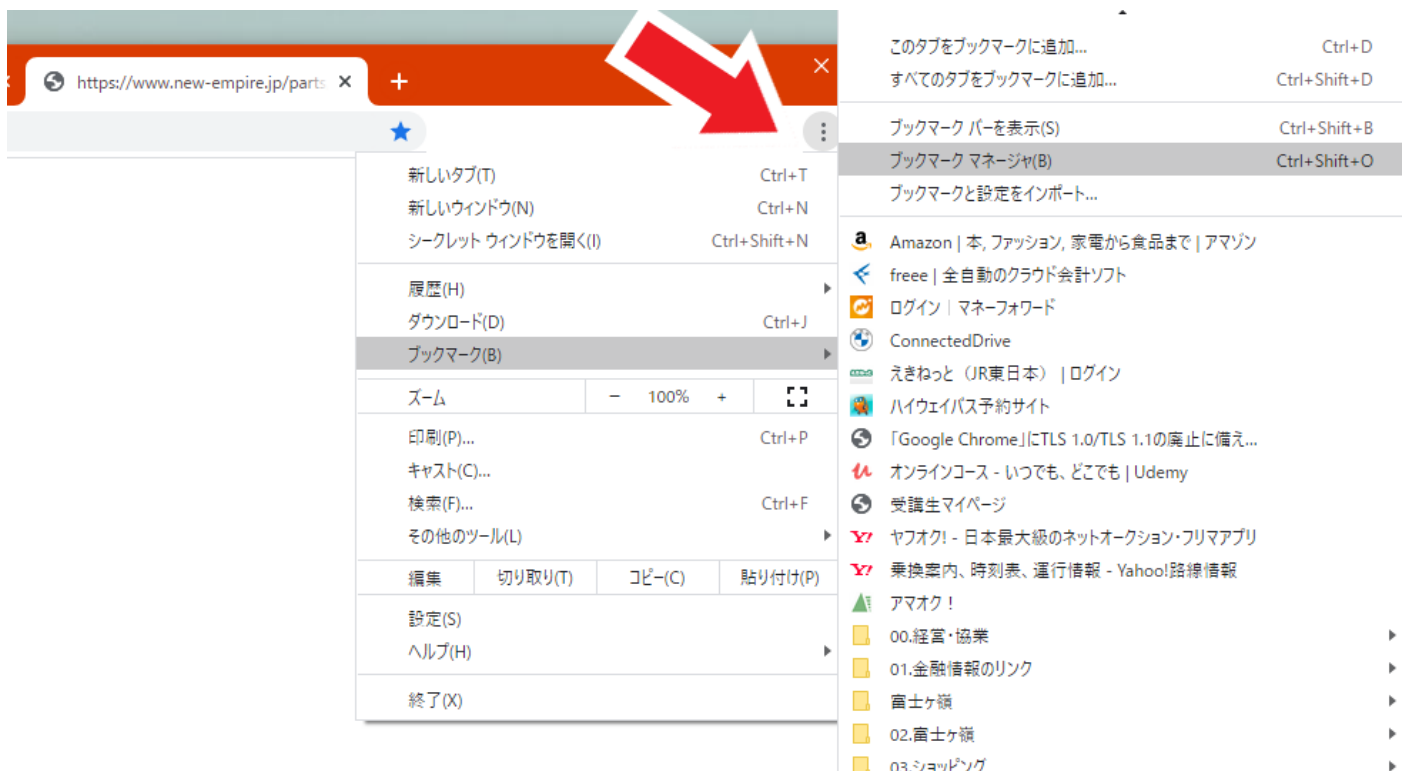 https://www.new-empire.jp/parts
新しいタブ(T) Ctrl+T
新しいウィンドウ(N) Ctrl+N
シークレット ウィンドウを開く(I) Ctrl+Shift+N
履歴(H)
ダウンロード(D) Ctrl+J
ブックマーク(B)
ズーム − 100% +
印刷(P)... Ctrl+P
キャスト(C)...
検索(F)... Ctrl+F
その他のツール(L)
編集 切り取り(T) コピー(C) 貼り付け(P)
設定(S)
ヘルプ(H)
終了(X)
このタブをブックマークに追加... Ctrl+D
すべてのタブをブックマークに追加... Ctrl+Shift+D
ブックマーク バーを表示(S) Ctrl+Shift+B
ブックマーク マネージャ(B) Ctrl+Shift+O
ブックマークと設定をインポート...
Amazon | 本, ファッション, 家電から食品まで | アマゾン
freee | 全自動のクラウド会計ソフト
ログイン｜マネーフォワード
ConnectedDrive
えきねっと（JR東日本）｜ログイン
ハイウェイバス予約サイト
「Google Chrome」にTLS 1.0/TLS 1.1の廃止に備え...
オンラインコース - いつでも、どこでも | Udemy
受講生マイページ
ヤフオク! - 日本最大級のネットオークション・フリマアプリ
乗換案内、時刻表、運行情報 - Yahoo!路線情報
アマオク！
00.経営・協業
01.金融情報のリンク
富士ヶ嶺
02.富士ヶ嶺
03.ショッピング